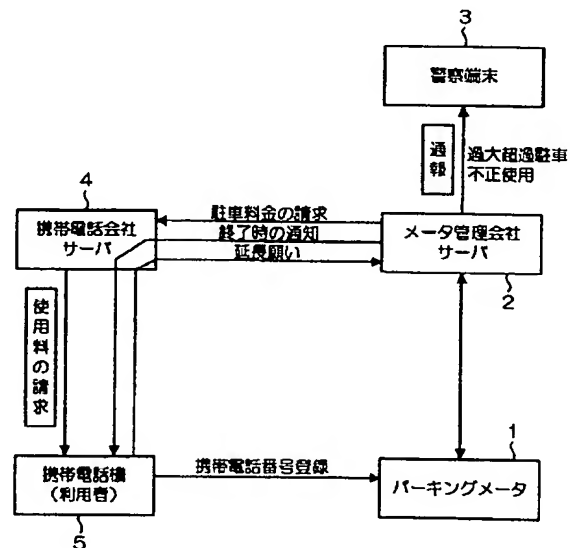 3
警察端末
通報
過大超過駐車
不正使用
4
携帯電話会社
サーバ
駐車料金の請求
終了時の通知
延長願い
メータ管理会社
サーバ
2
使用料の請求
携帯電話機
(利用者)
5
携帯電話番号登録
1
パーキングメータ